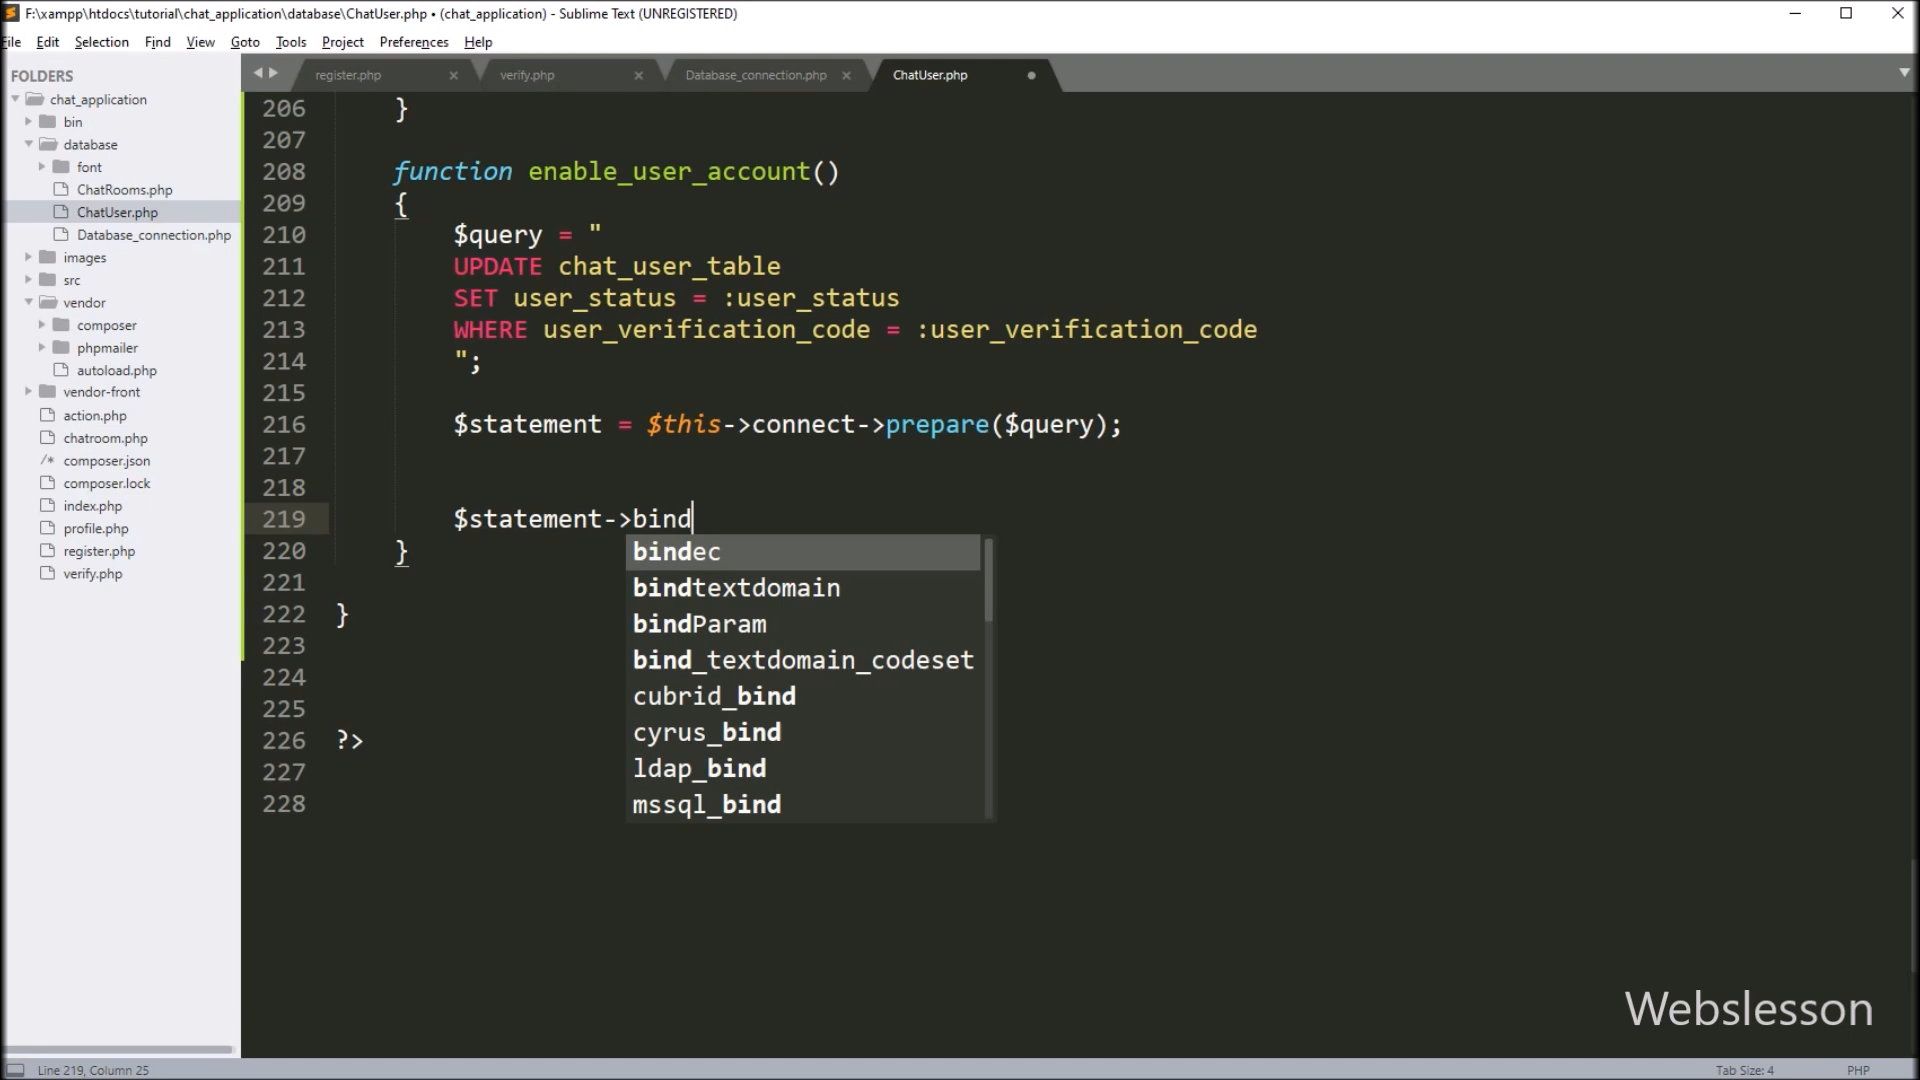 F:\xampp\htdocs\tutorial\chat_application\database\ChatUser.php • (chat_application) - Sublime Text (UNREGISTERED)
File Edit Selection Find View Goto Tools Project Preferences Help
FOLDERS
chat_application
bin
database
font
ChatRooms.php
ChatUser.php
Database_connection.php
images
src
vendor
composer
phpmailer
autoload.php
vendor-front
action.php
chatroom.php
/* composer.json
composer.lock
index.php
profile.php
register.php
verify.php
register.php verify.php Database_connection.php ChatUser.php
206 }
207
208 function enable_user_account()
209 {
210 $query = "
211 UPDATE chat_user_table
212 SET user_status = :user_status
213 WHERE user_verification_code = :user_verification_code
214 ";
215
216 $statement = $this->connect->prepare($query);
217
218
219 $statement->bind
220 }
221
222 }
223
224
225
226 ?>
227
228
bindec
bindtextdomain
bindParam
bind_textdomain_codeset
cubrid_bind
cyrus_bind
ldap_bind
mssql_bind
Webslesson
Line 219, Column 25 Tab Size: 4 PHP